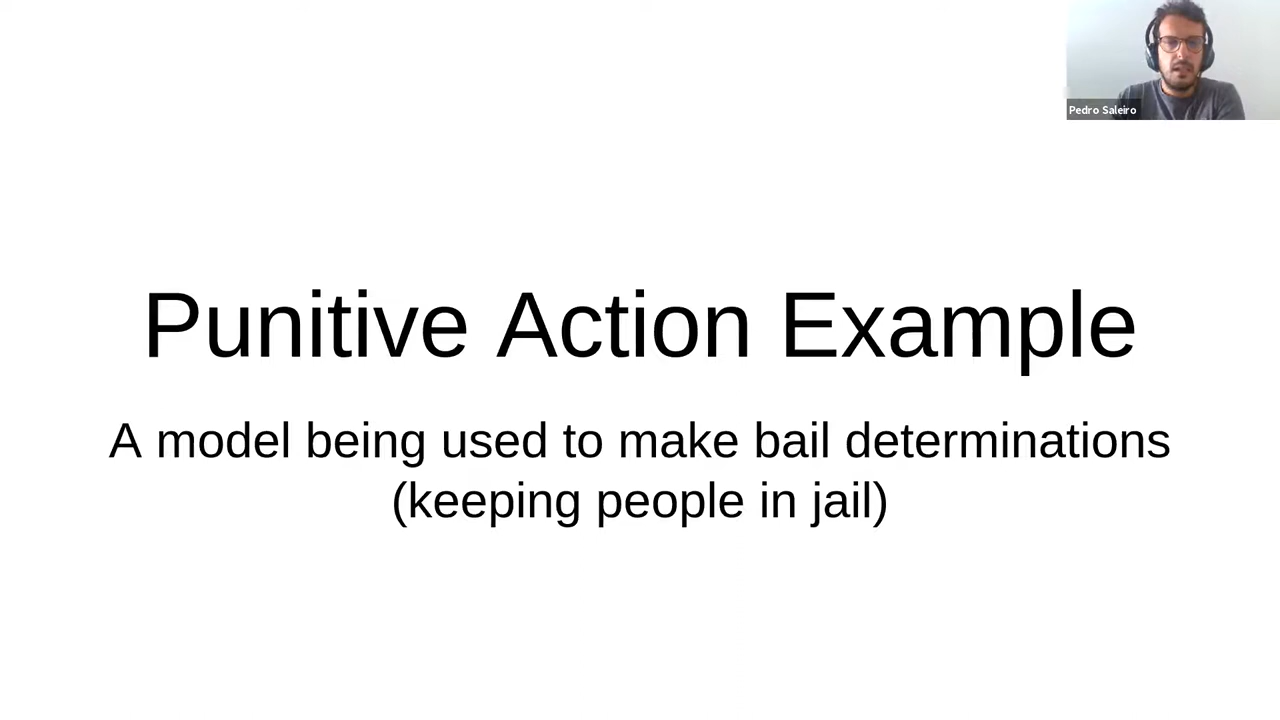 Pedro Saleiro
Punitive Action Example
A model being used to make bail determinations
(keeping people in jail)